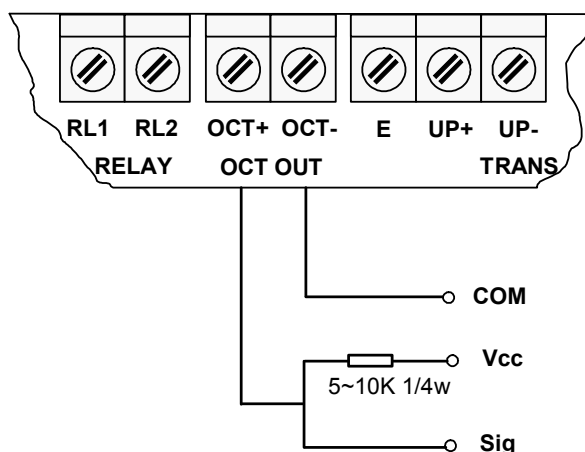 RL1 RL2 OCT+ OCT- E UP+ UP-
RELAY OCT OUT TRANS
COM
Vcc
5~10K 1/4w
Sig